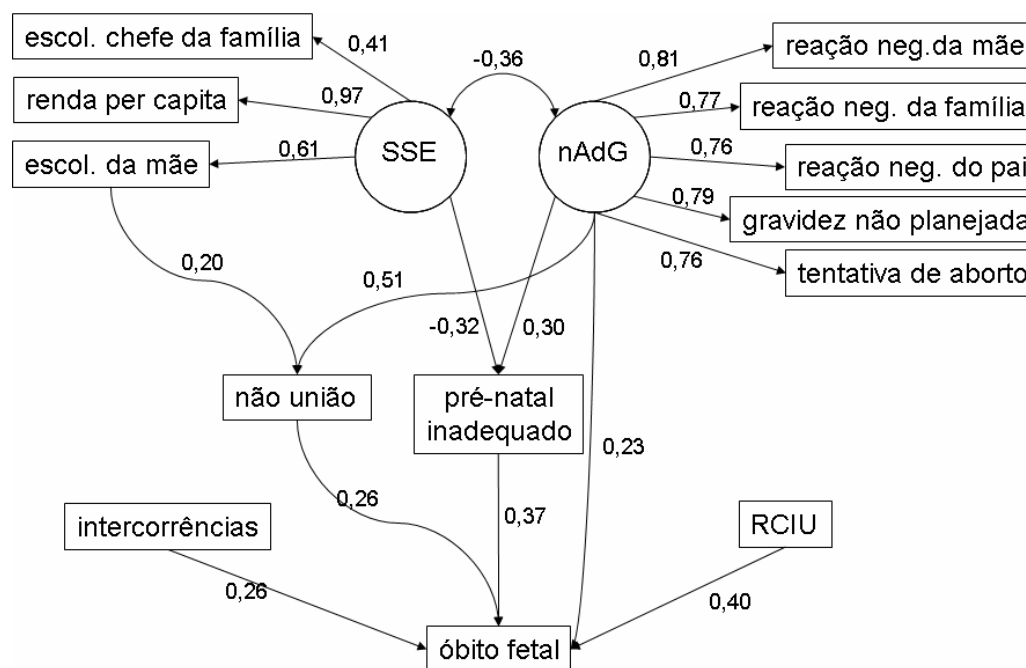 escol. chefe da família
0,41
-0,36
0,81
reação neg.da mãe
renda per capita
0,97
SSE
nAdG
0,77
reação neg. da família
escol. da mãe
0,61
0,76
reação neg. do pai
0,79
gravidez não planejada
0,20
0,51
0,76
tentativa de aborto
-0,32
0,30
não união
pré-natal
inadequado
0,23
0,26
0,37
intercorrências
RCIU
0,26
0,40
óbito fetal